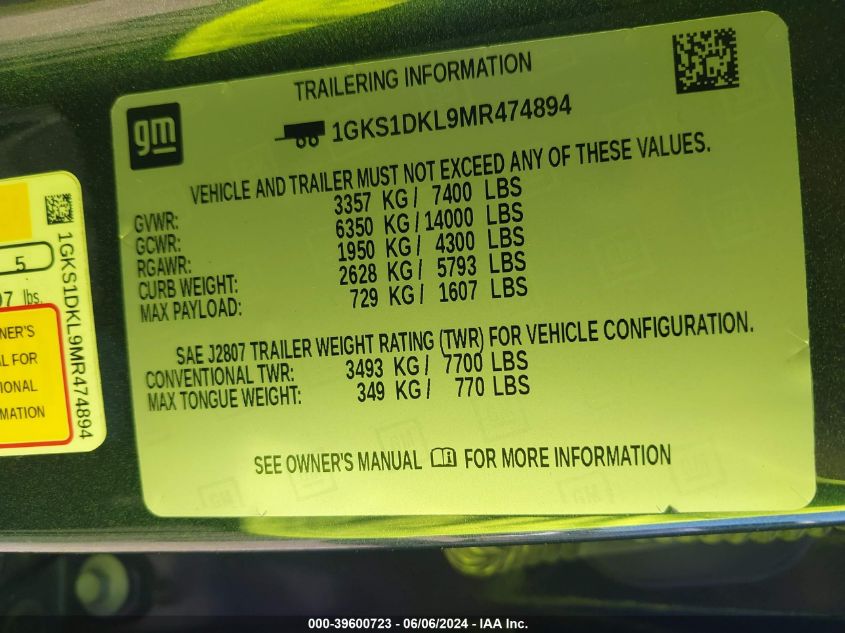 TRAILERING INFORMATION
gm
1GKS1DKL9MR474894
VEHICLE AND TRAILER MUST NOT EXCEED ANY OF THESE VALUES.
GVWR: 3357 KG / 7400 LBS
GCWR: 6350 KG / 14000 LBS
RGAWR: 1950 KG / 4300 LBS
CURB WEIGHT: 2628 KG / 5793 LBS
MAX PAYLOAD: 729 KG / 1607 LBS
SAE J2807 TRAILER WEIGHT RATING (TWR) FOR VEHICLE CONFIGURATION.
CONVENTIONAL TWR: 3493 KG / 7700 LBS
MAX TONGUE WEIGHT: 349 KG / 770 LBS
SEE OWNER'S MANUAL FOR MORE INFORMATION
5
lbs.
1GKS1DKL9MR474894
FOR
000-39600723 - 06/06/2024 - IAA Inc.